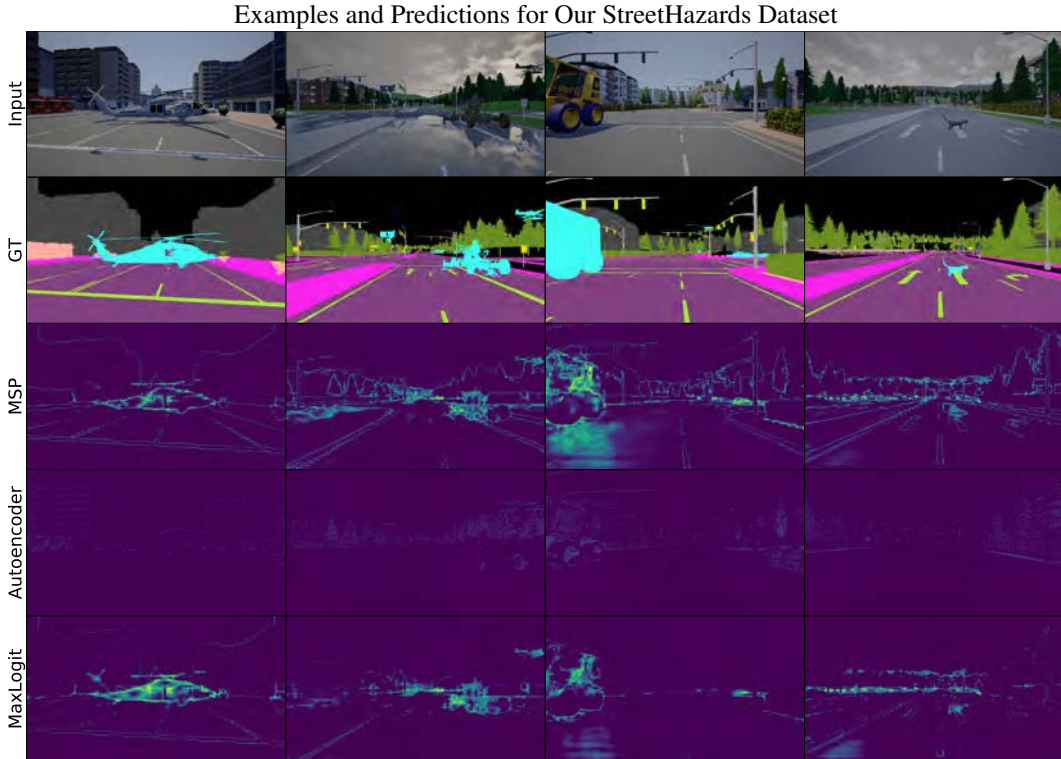 Examples and Predictions for Our StreetHazards Dataset
Input
GT
MSP
Autoencoder
MaxLogit